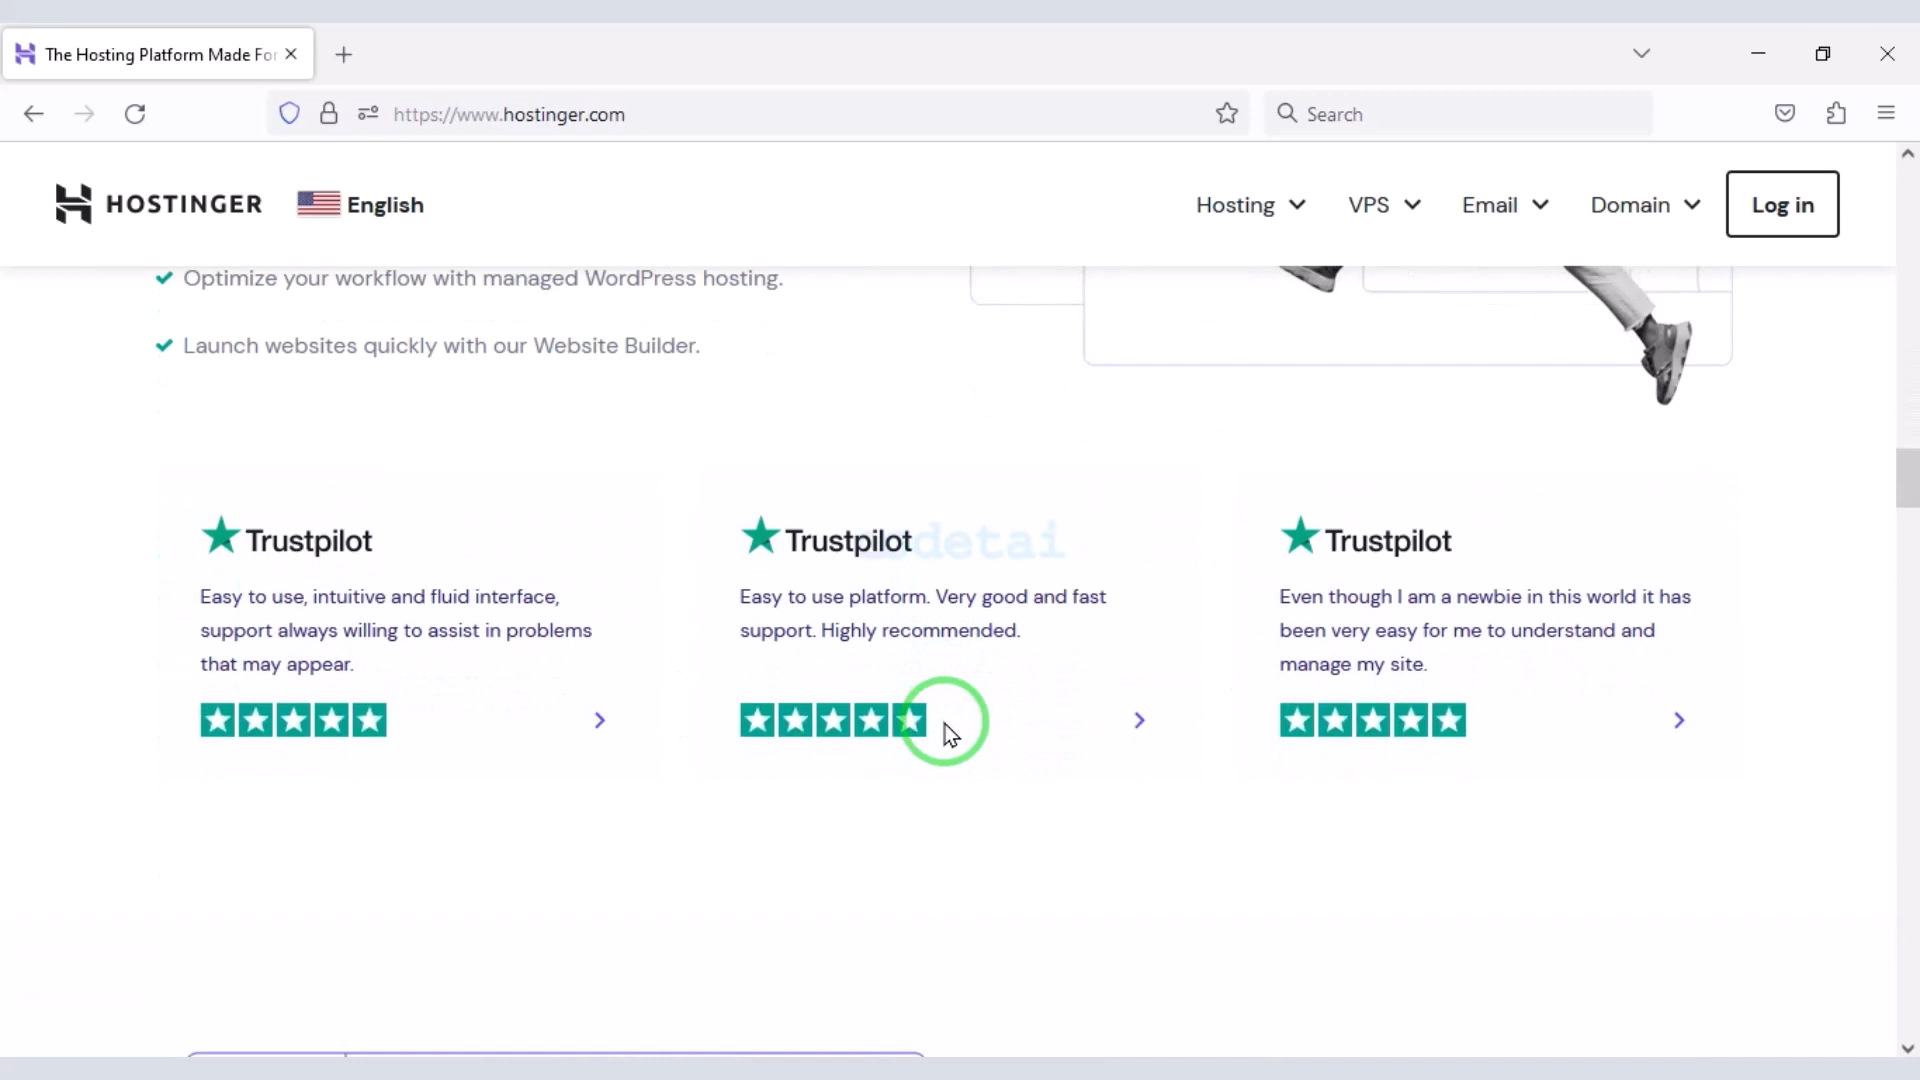 The Hosting Platform Made For
https://www.hostinger.com
Search
HOSTINGER
English
Hosting
VPS
Email
Domain
Log in
Optimize your workflow with managed WordPress hosting.
Launch websites quickly with our Website Builder.
Trustpilot
Easy to use, intuitive and fluid interface,
support always willing to assist in problems
that may appear.
Trustpilot
Easy to use platform. Very good and fast
support. Highly recommended.
Trustpilot
Even though I am a newbie in this world it has
been very easy for me to understand and
manage my site.